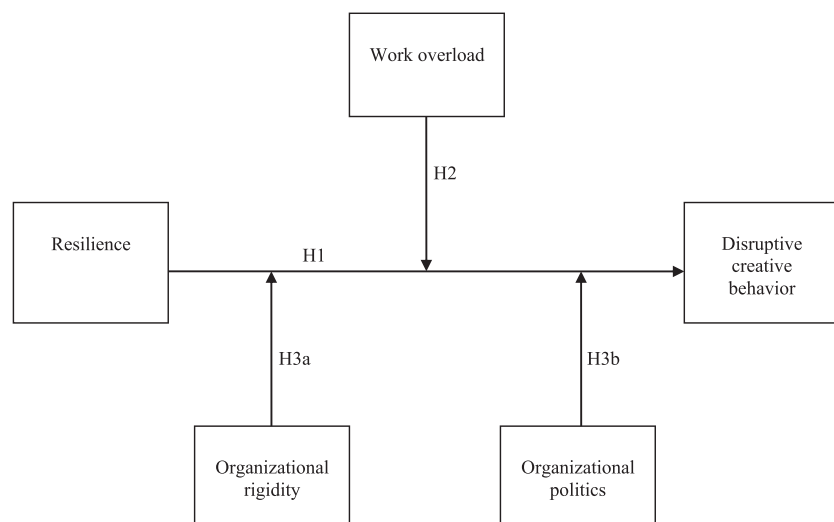 Work overload
H2
Resilience
H1
Disruptive
creative
behavior
H3a
H3b
Organizational
rigidity
Organizational
politics